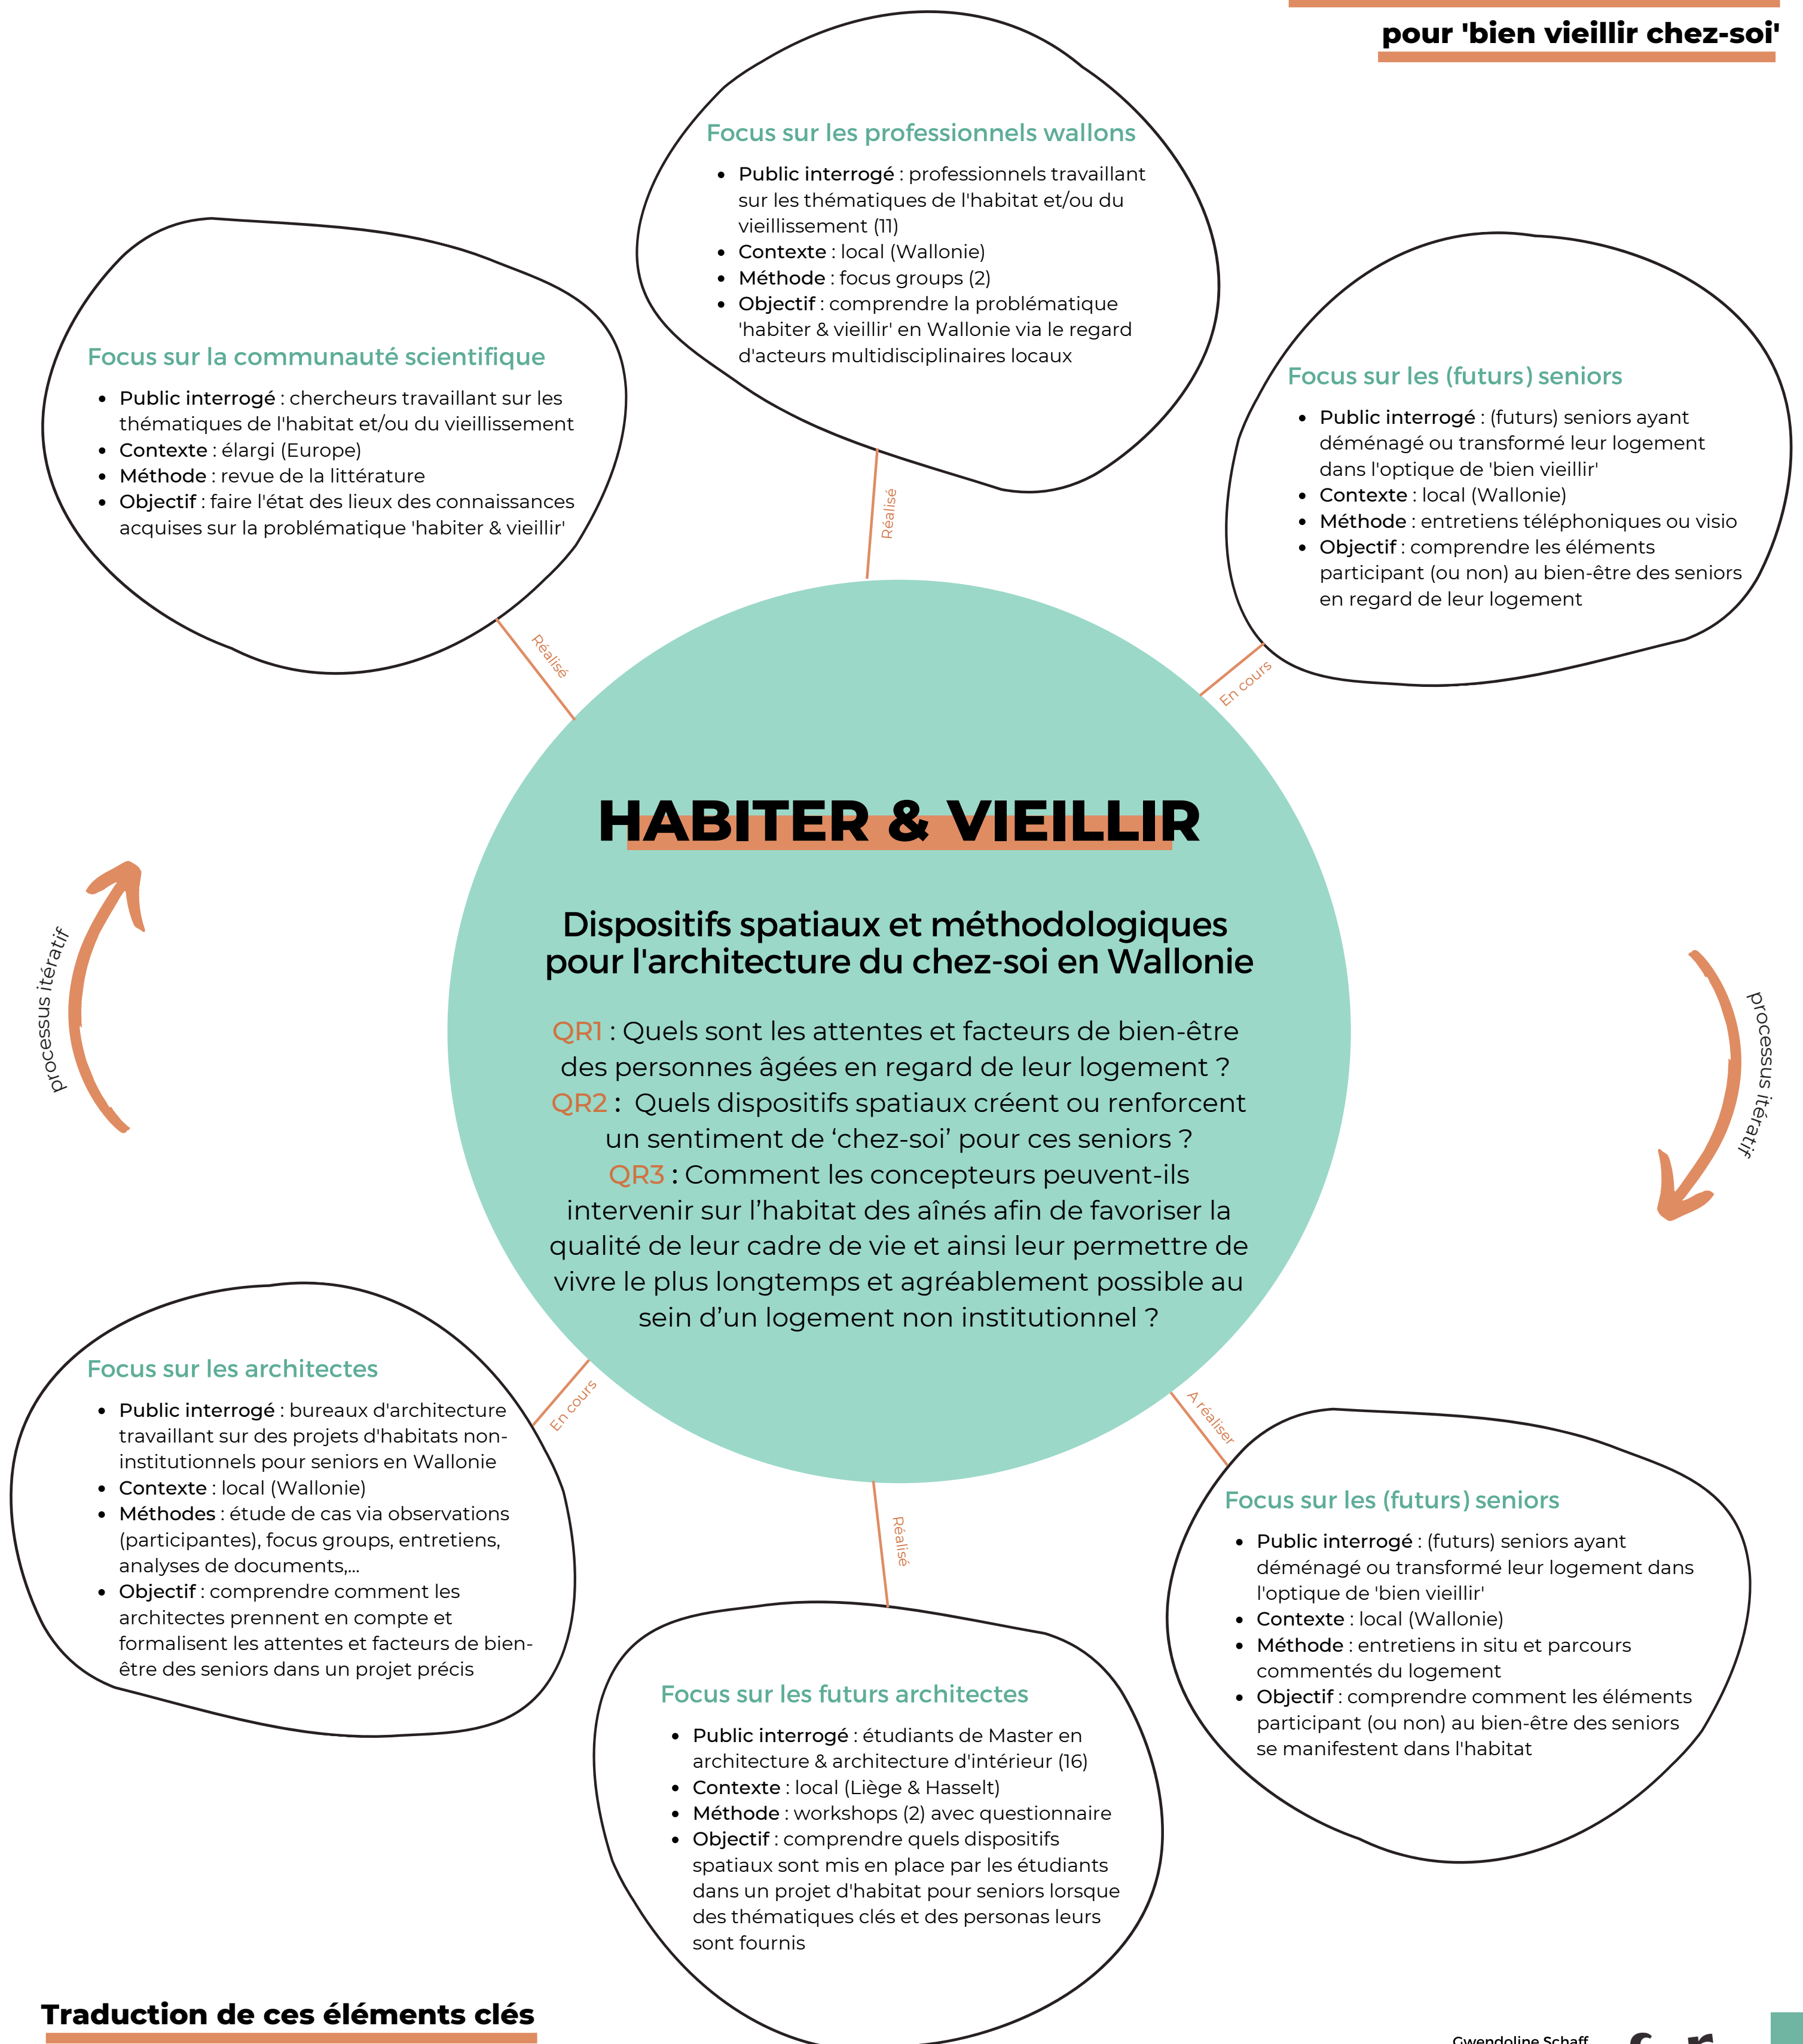 pour 'bien vieillir chez-soi'
Focus sur les professionnels wallons
Public interrogé : professionnels travaillant
sur les thématiques de l'habitat et/ou du
vieillissement (11)
Contexte : local (Wallonie)
Méthode : focus groups (2)
Objectif : comprendre la problématique
'habiter & vieillir' en Wallonie via le regard
d'acteurs multidisciplinaires locaux
Réalisé
Focus sur la communauté scientifique
Public interrogé : chercheurs travaillant sur les
thématiques de l'habitat et/ou du vieillissement
Contexte : élargi (Europe)
Méthode : revue de la littérature
Objectif : faire l'état des lieux des connaissances
acquises sur la problématique 'habiter & vieillir'
Réalisé
Focus sur les (futurs) seniors
Public interrogé : (futurs) seniors ayant
déménagé ou transformé leur logement
dans l'optique de 'bien vieillir'
Contexte : local (Wallonie)
Méthode : entretiens téléphoniques ou visio
Objectif : comprendre les éléments
participant (ou non) au bien-être des seniors
en regard de leur logement
En cours
HABITER & VIEILLIR
Dispositifs spatiaux et méthodologiques
pour l'architecture du chez-soi en Wallonie
QR1 : Quels sont les attentes et facteurs de bien-être
des personnes âgées en regard de leur logement ?
QR2 : Quels dispositifs spatiaux créent ou renforcent
un sentiment de ‘chez-soi’ pour ces seniors ?
QR3 : Comment les concepteurs peuvent-ils
intervenir sur l’habitat des aînés afin de favoriser la
qualité de leur cadre de vie et ainsi leur permettre de
vivre le plus longtemps et agréablement possible au
sein d’un logement non institutionnel ?
processus itératif
processus itératif
Focus sur les architectes
Public interrogé : bureaux d'architecture
travaillant sur des projets d'habitats non-
institutionnels pour seniors en Wallonie
Contexte : local (Wallonie)
Méthodes : étude de cas via observations
(participantes), focus groups, entretiens,
analyses de documents,...
Objectif : comprendre comment les
architectes prennent en compte et
formalisent les attentes et facteurs de bien-
être des seniors dans un projet précis
En cours
A réaliser
Focus sur les (futurs) seniors
Public interrogé : (futurs) seniors ayant
déménagé ou transformé leur logement dans
l'optique de 'bien vieillir'
Contexte : local (Wallonie)
Méthode : entretiens in situ et parcours
commentés du logement
Objectif : comprendre comment les éléments
participant (ou non) au bien-être des seniors
se manifestent dans l'habitat
Réalisé
Focus sur les futurs architectes
Public interrogé : étudiants de Master en
architecture & architecture d'intérieur (16)
Contexte : local (Liège & Hasselt)
Méthode : workshops (2) avec questionnaire
Objectif : comprendre quels dispositifs
spatiaux sont mis en place par les étudiants
dans un projet d'habitat pour seniors lorsque
des thématiques clés et des personas leurs
sont fournis
Traduction de ces éléments clés
Gwendoline Schaff